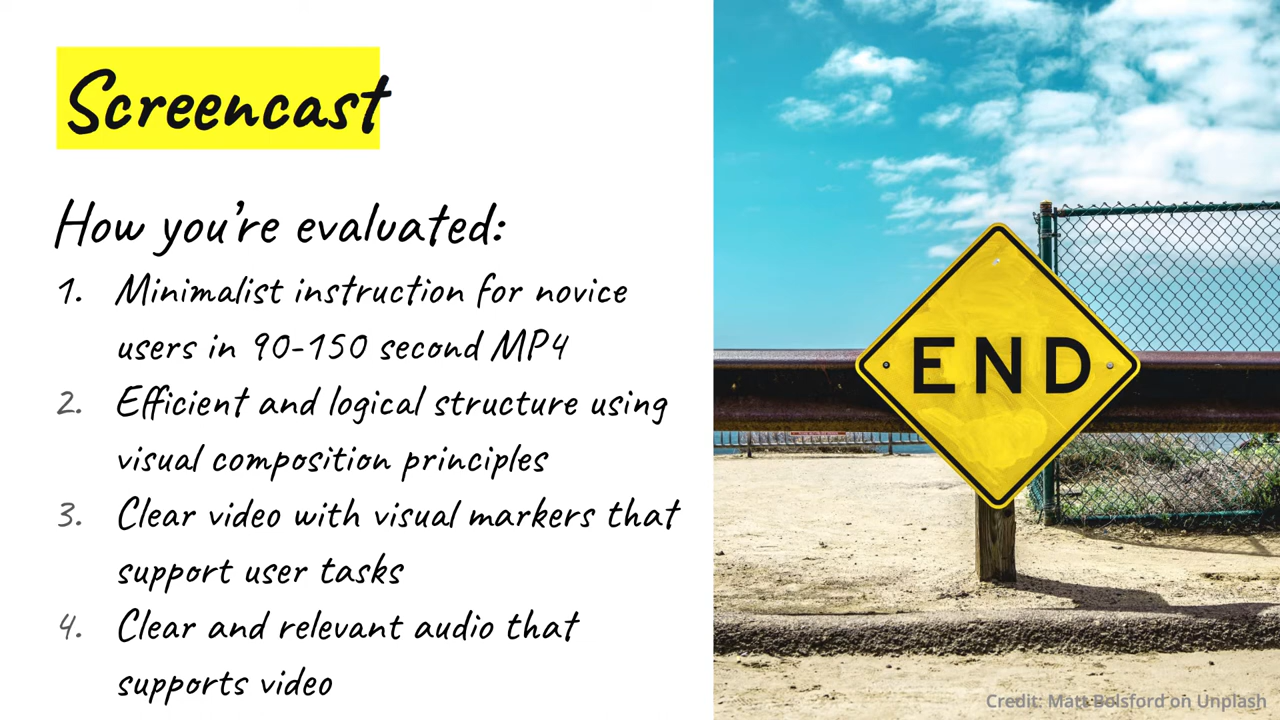 Screencast
How you're evaluated:
1. Minimalist instruction for novice
users in 90-150 second MP4
2. Efficient and logical structure using
visual composition principles
3. Clear video with visual markers that
support user tasks
4. Clear and relevant audio that
supports video
END
Credit: Matt Bolsford on Unplash